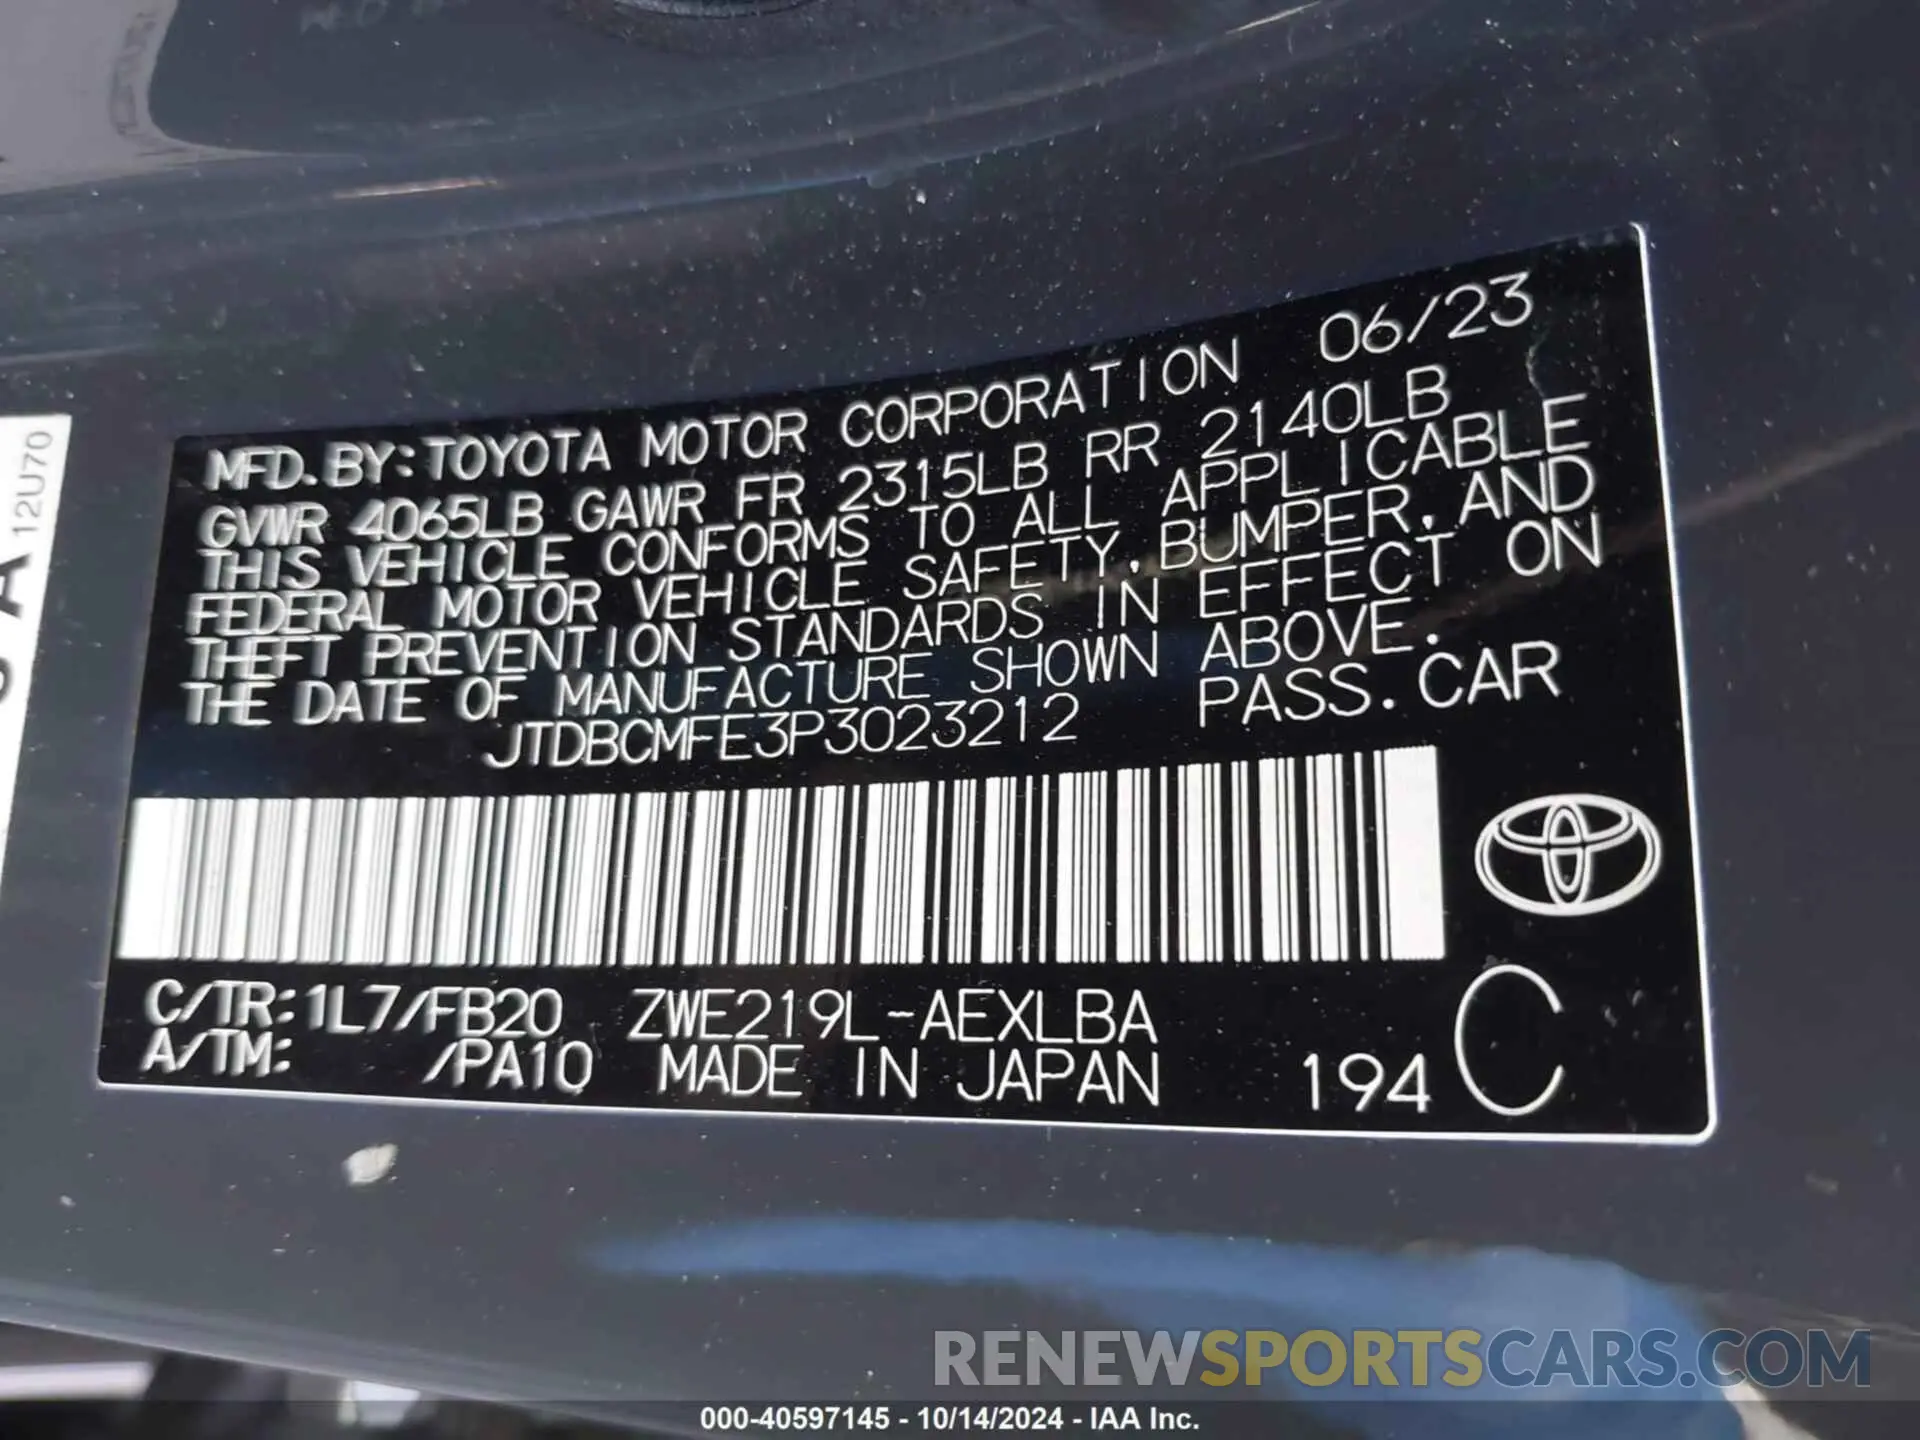 MFD. BY: TOYOTA MOTOR CORPORATION 06/23
GVWR 4065LB GAWR FR 2315LB RR 2140LB
THIS VEHICLE CONFORMS TO ALL APPLICABLE
FEDERAL MOTOR VEHICLE SAFETY, BUMPER, AND
THEFT PREVENTION STANDARDS IN EFFECT ON
THE DATE OF MANUFACTURE SHOWN ABOVE.
JTDBCMFE3P3023212 PASS. CAR
C/TR: 1L7/FB20 ZWE219L-AEXLBA
A/TM: /PA10 MADE IN JAPAN 194 C
12U70
RENEWSPORTSCARS.COM
000-40597145 - 10/14/2024 - IAA Inc.